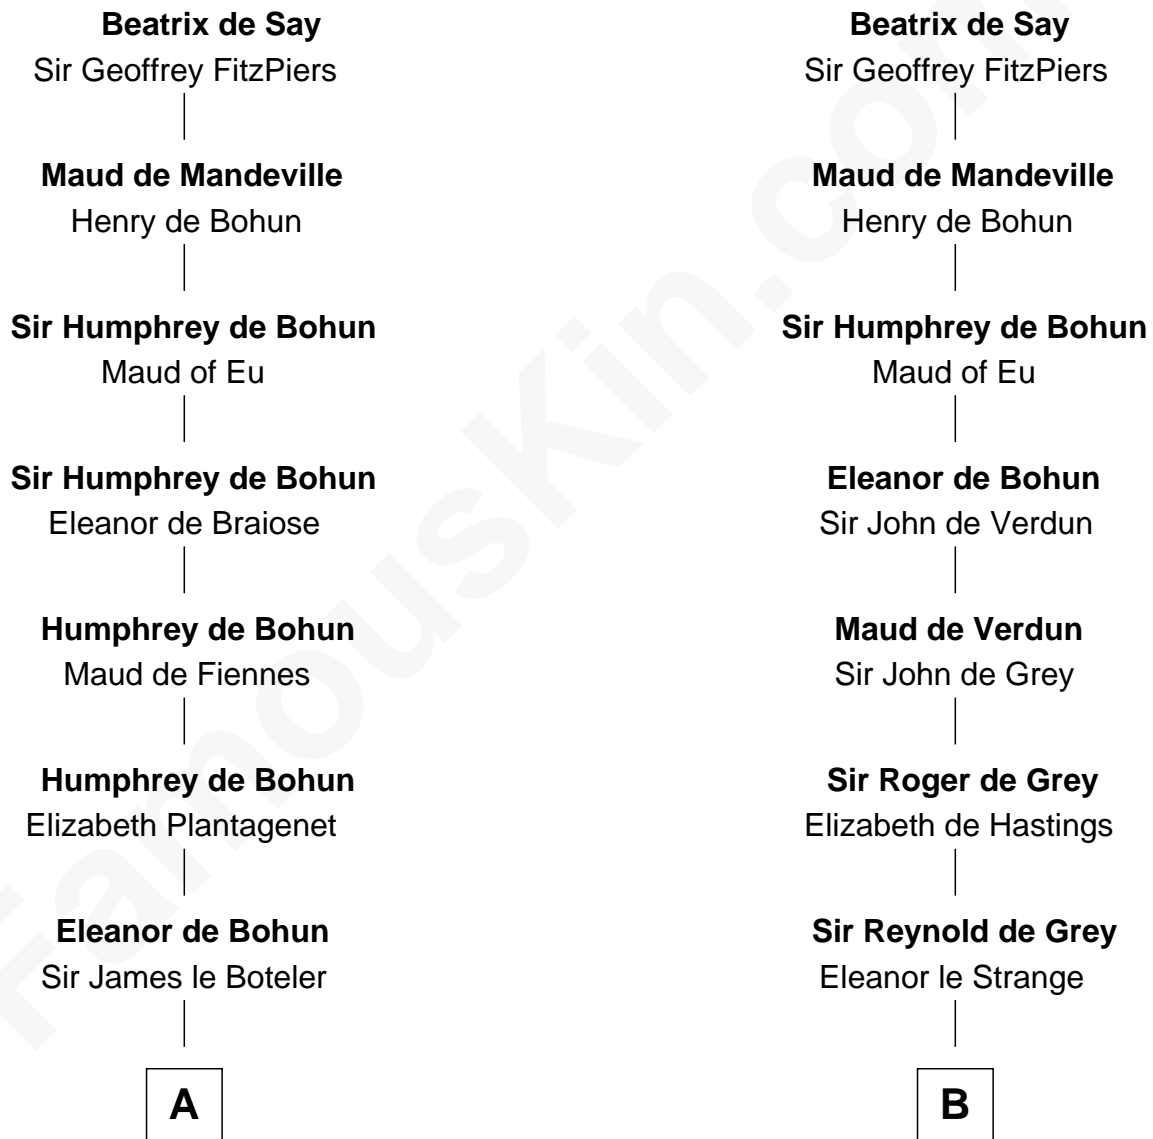 Beatrix de Say
Sir Geoffrey FitzPiers
Maud de Mandeville
Henry de Bohun
Sir Humphrey de Bohun
Maud of Eu
Sir Humphrey de Bohun
Eleanor de Braiose
Humphrey de Bohun
Maud de Fiennes
Humphrey de Bohun
Elizabeth Plantagenet
Eleanor de Bohun
Sir James le Boteler
A
Beatrix de Say
Sir Geoffrey FitzPiers
Maud de Mandeville
Henry de Bohun
Sir Humphrey de Bohun
Maud of Eu
Eleanor de Bohun
Sir John de Verdun
Maud de Verdun
Sir John de Grey
Sir Roger de Grey
Elizabeth de Hastings
Sir Reynold de Grey
Eleanor le Strange
B
FamousKin.com